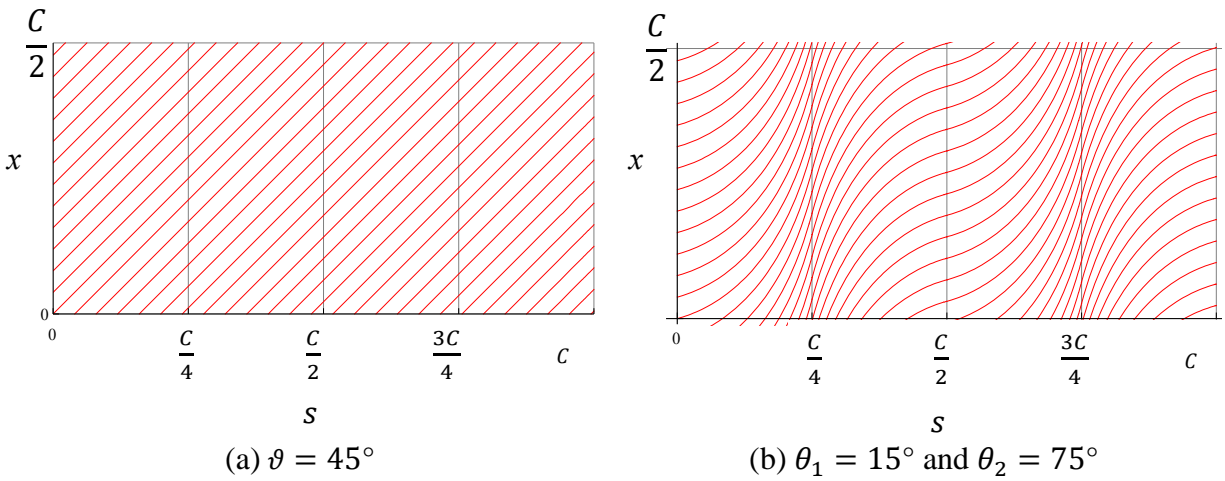 C/2
x
0
0
C/4
C/2
3C/4
C
s
(a) 𝜗 = 45°
C/2
x
0
C/4
C/2
3C/4
C
s
(b) θ₁ = 15° and θ₂ = 75°